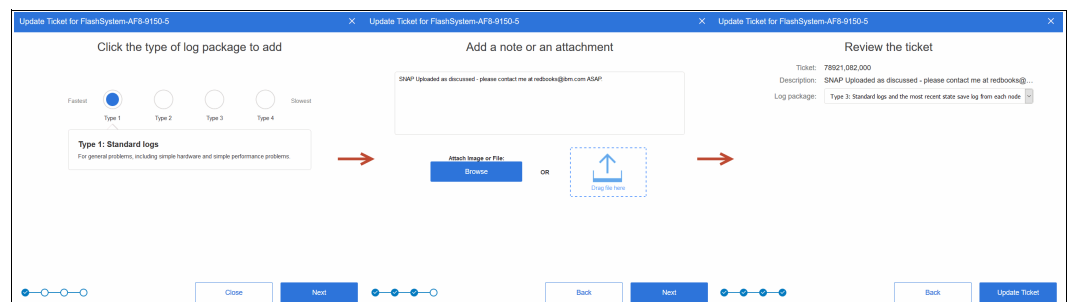 Update Ticket for FlashSystem-AF8-9150-5
Click the type of log package to add
Fastest
Slowest
Type 1
Type 2
Type 3
Type 4
Type 1: Standard logs
For general problems, including simple hardware and simple performance problems.
Close
Next
Update Ticket for FlashSystem-AF8-9150-5
Add a note or an attachment
SNAP Uploaded as discussed - please contact me at redbooks@ibm.com ASAP
Attach Image or File:
Browse
OR
Drag file here
Back
Next
Update Ticket for FlashSystem-AF8-9150-5
Review the ticket
Ticket: 78921,082,000
Description: SNAP Uploaded as discussed - please contact me at redbooks@...
Log package: Type 3: Standard logs and the most recent state save log from each node
Back
Update Ticket